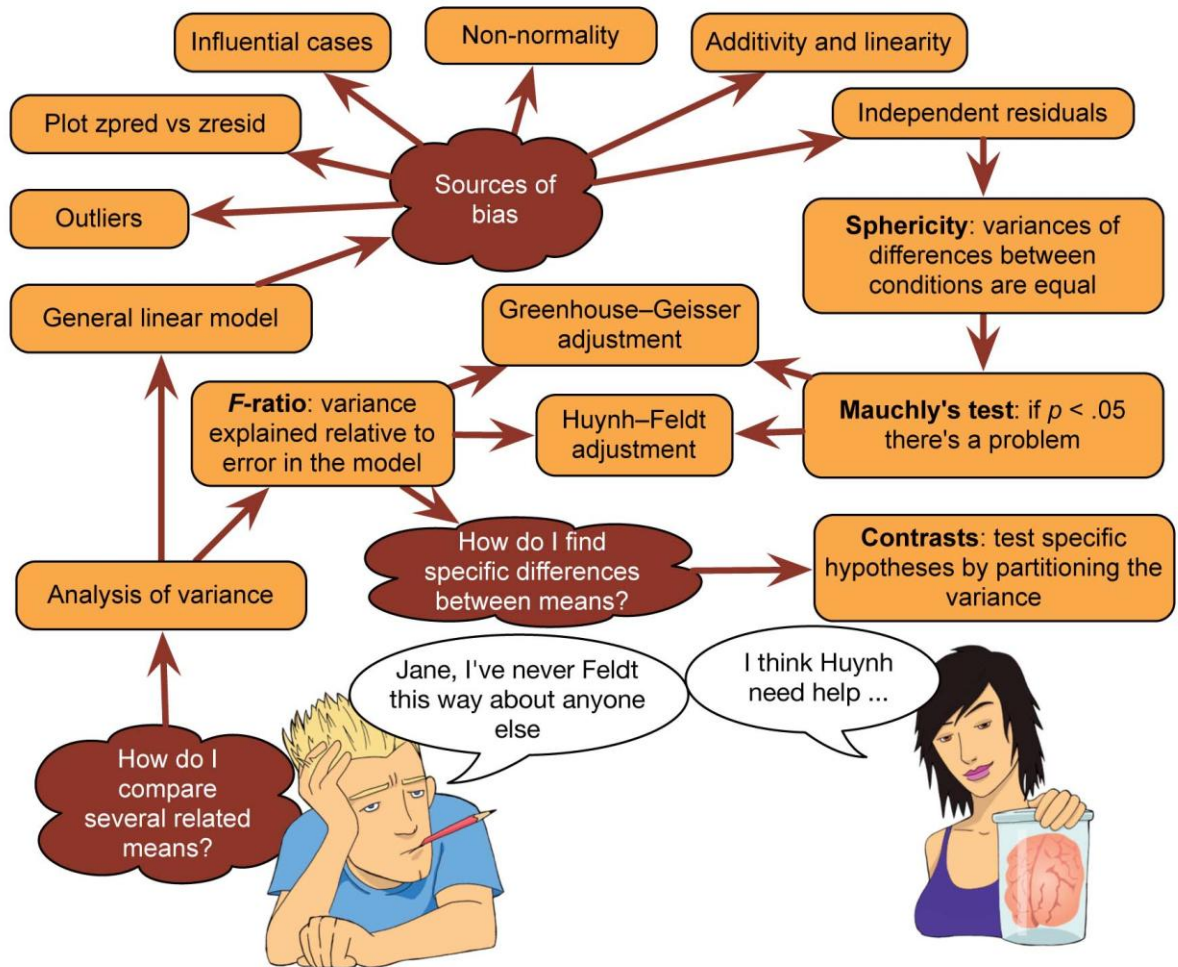 Influential cases
Non-normality
Additivity and linearity
Plot zpred vs zresid
Independent residuals
Sources of
bias
Outliers
Sphericity: variances of
differences between
conditions are equal
General linear model
Greenhouse–Geisser
adjustment
F-ratio: variance
explained relative to
error in the model
Huynh–Feldt
adjustment
Mauchly's test: if p < .05
there's a problem
How do I find
specific differences
between means?
Contrasts: test specific
hypotheses by partitioning the
variance
Analysis of variance
Jane, I've never Feldt
this way about anyone
else
I think Huynh
need help ...
How do I
compare
several related
means?